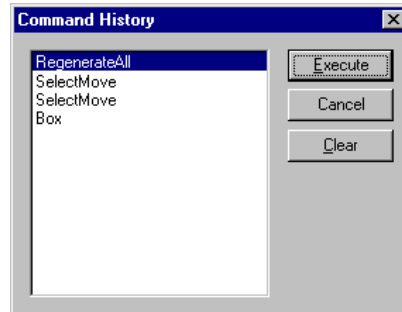 Command History
RegenerateAll
SelectMove
SelectMove
Box
Execute
Cancel
Clear